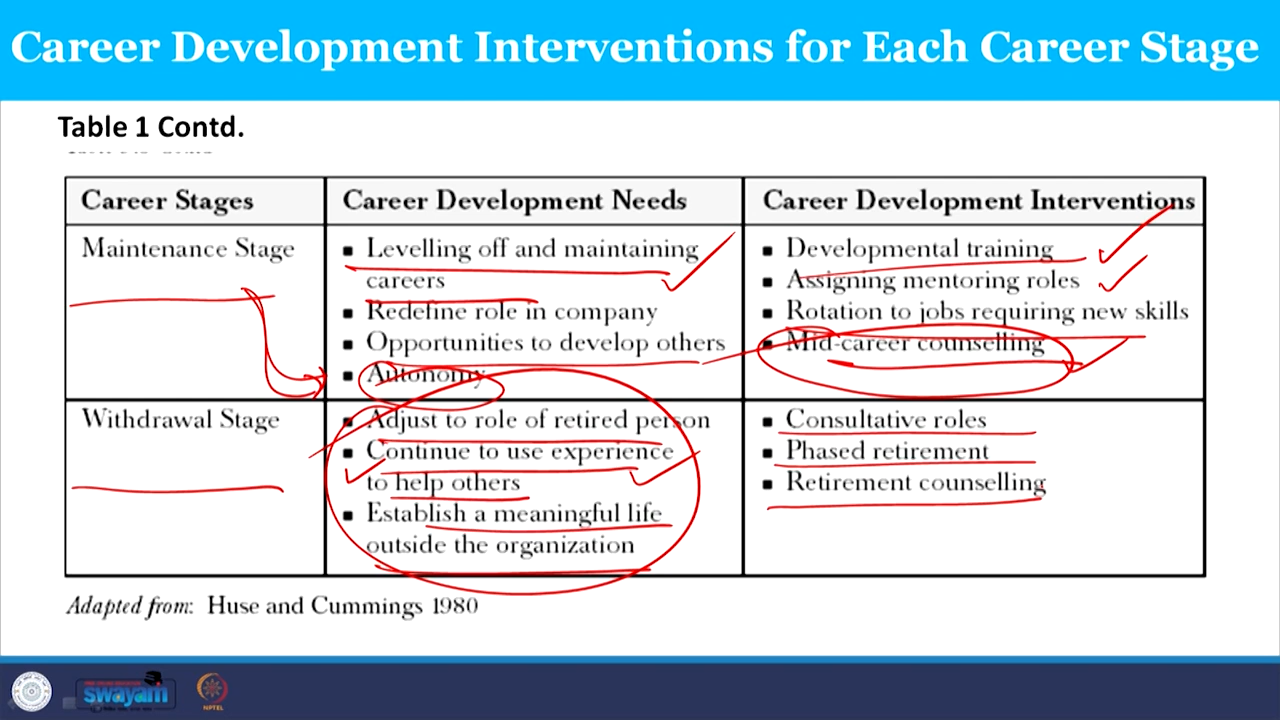 Career Development Interventions for Each Career Stage
Table 1 Contd.
Career Stages
Career Development Needs
Career Development Interventions
Maintenance Stage
▪ Levelling off and maintaining
careers
▪ Redefine role in company
▪ Opportunities to develop others
▪ Autonomy
▪ Developmental training
▪ Assigning mentoring roles
▪ Rotation to jobs requiring new skills
▪ Mid-career counselling
Withdrawal Stage
▪ Adjust to role of retired person
▪ Continue to use experience
to help others
▪ Establish a meaningful life
outside the organization
▪ Consultative roles
▪ Phased retirement
▪ Retirement counselling
Adapted from: Huse and Cummings 1980
swayam
NPTEL